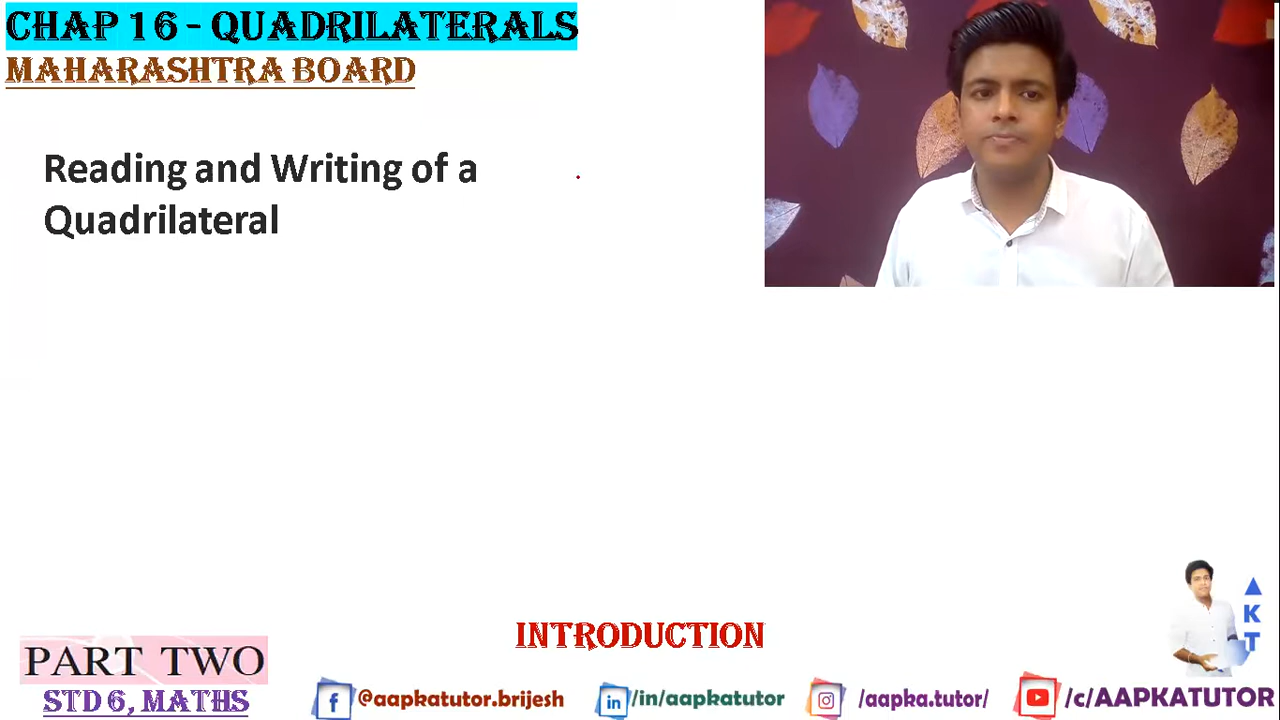 CHAP 16 - QUADRILATERALS
MAHARASHTRA BOARD
Reading and Writing of a
Quadrilateral
INTRODUCTION
PART TWO
STD 6, MATHS
@aapkatutor.brijesh
/in/aapkatutor
/aapka.tutor/
/c/AAPKATUTOR
AKT